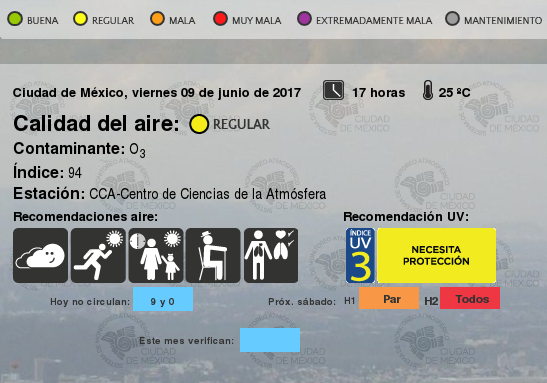 BUENA REGULAR MALA MUY MALA EXTREMADAMENTE MALA MANTENIMIENTO
Ciudad de México, viernes 09 de junio de 2017 17 horas 25 ºC
Calidad del aire: REGULAR
Contaminante: O3
Índice: 94
Estación: CCA-Centro de Ciencias de la Atmósfera
Recomendaciones aire: Recomendación UV:
ÍNDICE
UV
3
NECESITA
PROTECCIÓN
Hoy no circulan: 9 y 0 Próx. sábado: H1 Par H2 Todos
Este mes verifican:
CIUDAD
DE MÉXICO